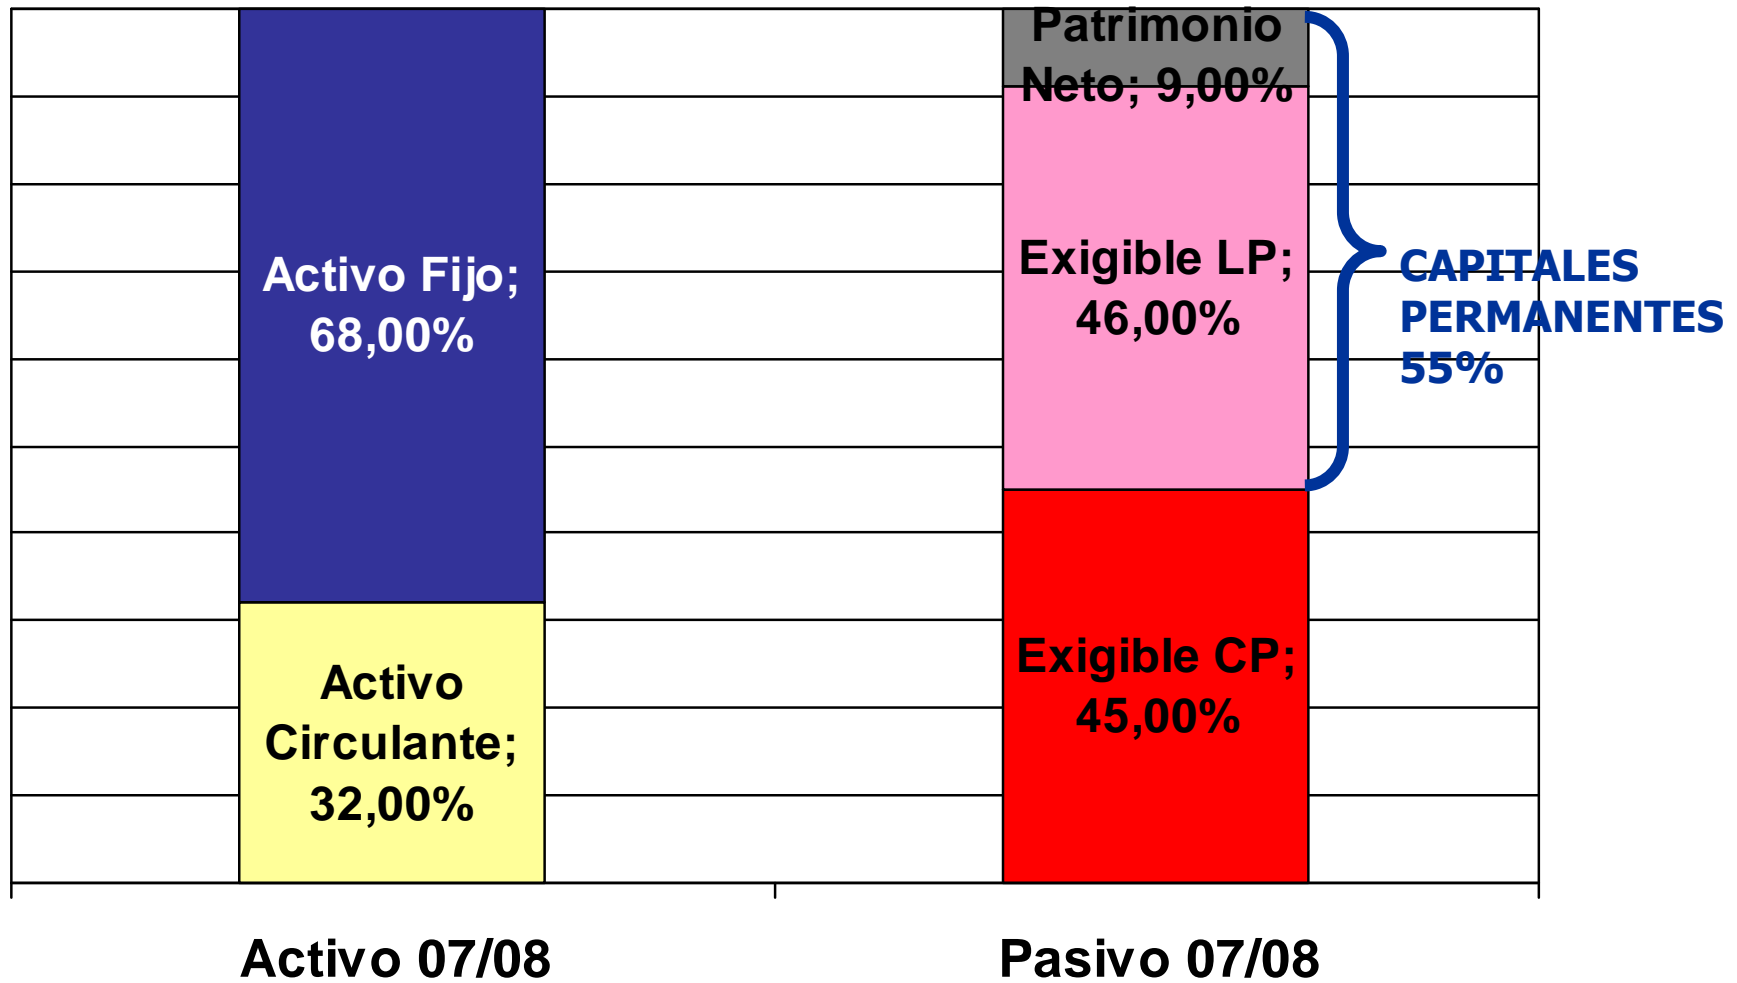 Activo Fijo;
68,00%
Activo
Circulante;
32,00%
Patrimonio
Neto; 9,00%
Exigible LP;
46,00%
Exigible CP;
45,00%
CAPITALES
PERMANENTES
55%
Activo 07/08
Pasivo 07/08